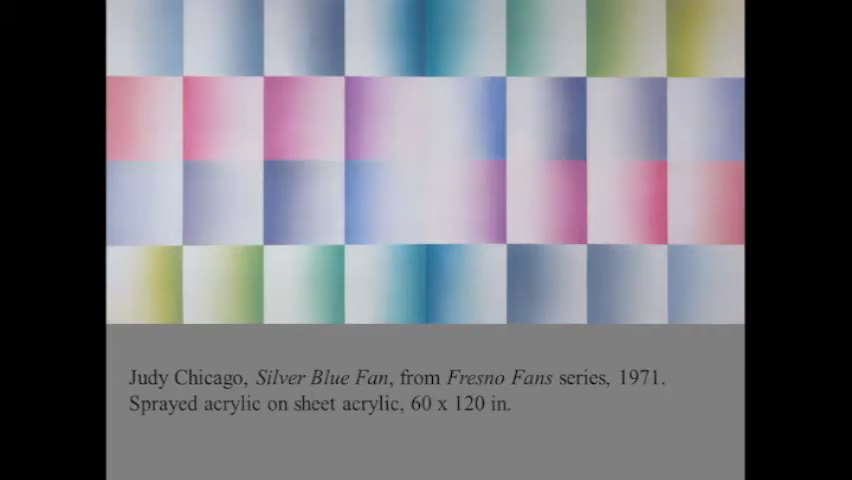 Judy Chicago, Silver Blue Fan, from Fresno Fans series, 1971.
Sprayed acrylic on sheet acrylic, 60 x 120 in.